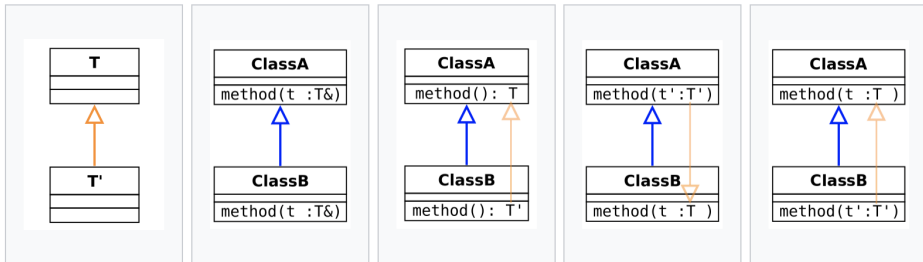 T
T'
ClassA
method(t :T&)
ClassB
method(t :T&)
ClassA
method(): T
ClassB
method(): T'
ClassA
method(t':T')
ClassB
method(t :T )
ClassA
method(t :T )
ClassB
method(t':T')